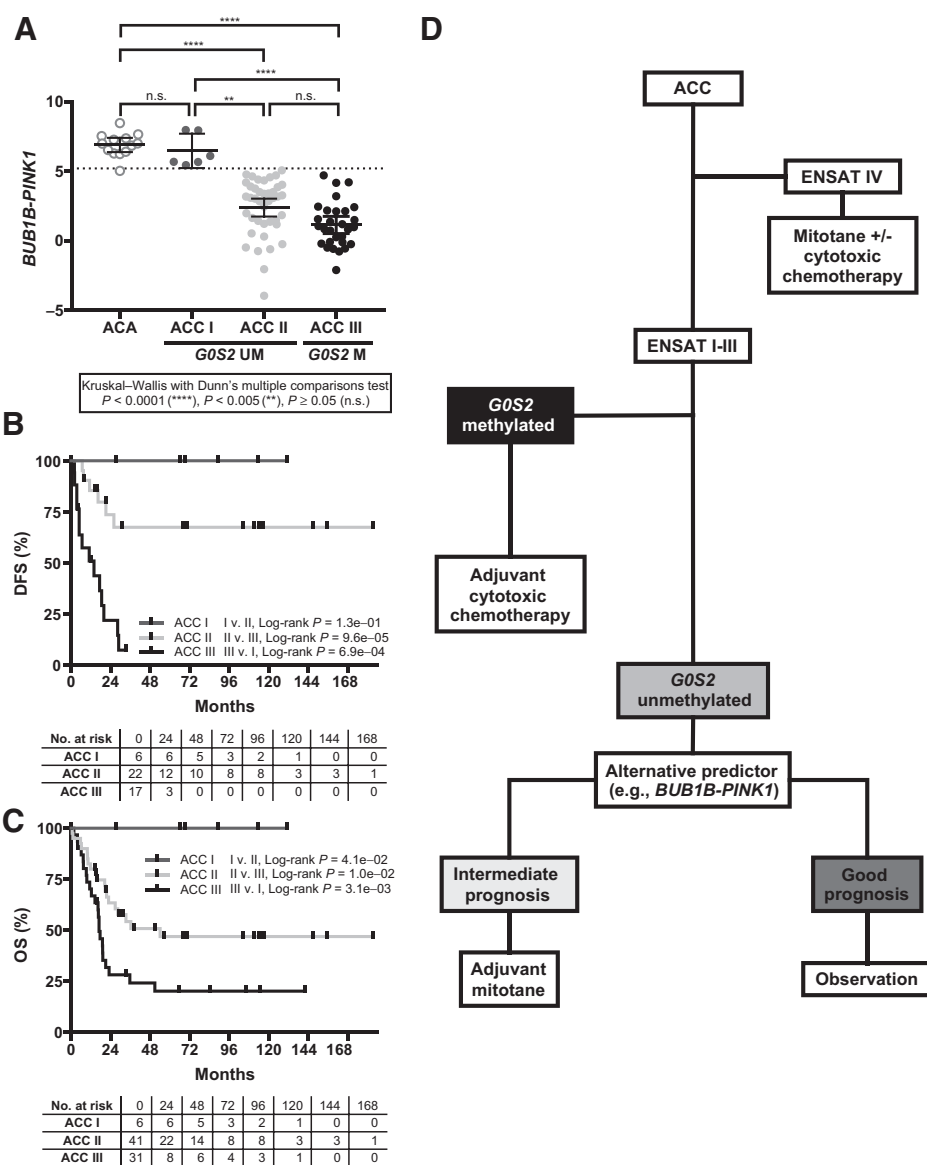 A
****
****
****
n.s.
**
n.s.
BUB1B-PINK1
10
5
0
–5
ACA
ACC I
ACC II
ACC III
G0S2 UM
G0S2 M
Kruskal–Wallis with Dunn's multiple comparisons test
P < 0.0001 (****), P < 0.005 (**), P ≥ 0.05 (n.s.)
B
DFS (%)
100
75
50
25
0
ACC I I v. II, Log-rank P = 1.3e–01
ACC II II v. III, Log-rank P = 9.6e–05
ACC III III v. I, Log-rank P = 6.9e–04
0 24 48 72 96 120 144 168
Months
No. at risk 0 24 48 72 96 120 144 168
ACC I 6 6 5 3 2 1 0 0
ACC II 22 12 10 8 8 3 3 1
ACC III 17 3 0 0 0 0 0 0
C
OS (%)
100
75
50
25
0
ACC I I v. II, Log-rank P = 4.1e–02
ACC II II v. III, Log-rank P = 1.0e–02
ACC III III v. I, Log-rank P = 3.1e–03
0 24 48 72 96 120 144 168
Months
No. at risk 0 24 48 72 96 120 144 168
ACC I 6 6 5 3 2 1 0 0
ACC II 41 22 14 8 8 3 3 1
ACC III 31 8 6 4 3 1 0 0
D
ACC
ENSAT IV
Mitotane +/-
cytotoxic
chemotherapy
ENSAT I-III
G0S2
methylated
Adjuvant
cytotoxic
chemotherapy
G0S2
unmethylated
Alternative predictor
(e.g., BUB1B-PINK1)
Intermediate
prognosis
Good
prognosis
Adjuvant
mitotane
Observation